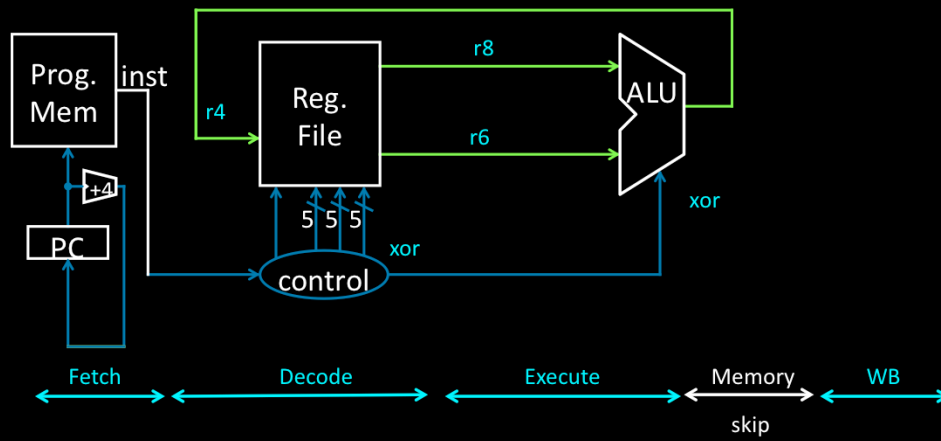 Prog.
Mem
inst
+4
PC
r4
Reg.
File
r8
r6
ALU
5 5 5
xor
xor
control
Fetch
Decode
Execute
Memory
WB
skip